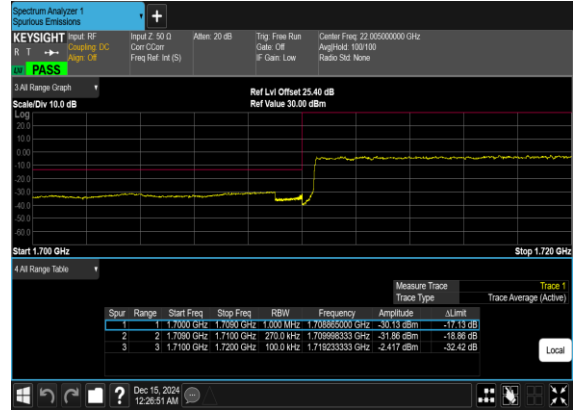 Spectrum Analyzer 1
Spurious Emissions
+
KEYSIGHT Input: RF Input Z: 50 Ω Atten: 20 dB Trig: Free Run Center Freq: 22.005000000 GHz
R T Coupling: DC Corr CCorr Gate: Off Avg|Hold: 100/100
Align: Off Freq Ref: Int (S) IF Gain: Low Radio Std: None
LM PASS
3 All Range Graph
Ref Lvl Offset 25.40 dB
Scale/Div 10.0 dB Ref Value 30.00 dBm
Log
20.0
10.0
0.00
-10.0
-20.0
-30.0
-40.0
-50.0
-60.0
Start 1.700 GHz Stop 1.720 GHz
4 All Range Table
Measure Trace Trace 1
Trace Type Trace Average (Active)
Spur Range Start Freq Stop Freq RBW Frequency Amplitude ΔLimit
1 1 1.7000 GHz 1.7090 GHz 1.000 MHz 1.708865000 GHz -30.13 dBm -17.13 dB
2 2 1.7090 GHz 1.7100 GHz 270.0 kHz 1.709998333 GHz -31.86 dBm -18.86 dB
3 3 1.7100 GHz 1.7200 GHz 100.0 kHz 1.719233333 GHz -2.417 dBm -32.42 dB
Local
? Dec 15, 2024
12:26:51 AM